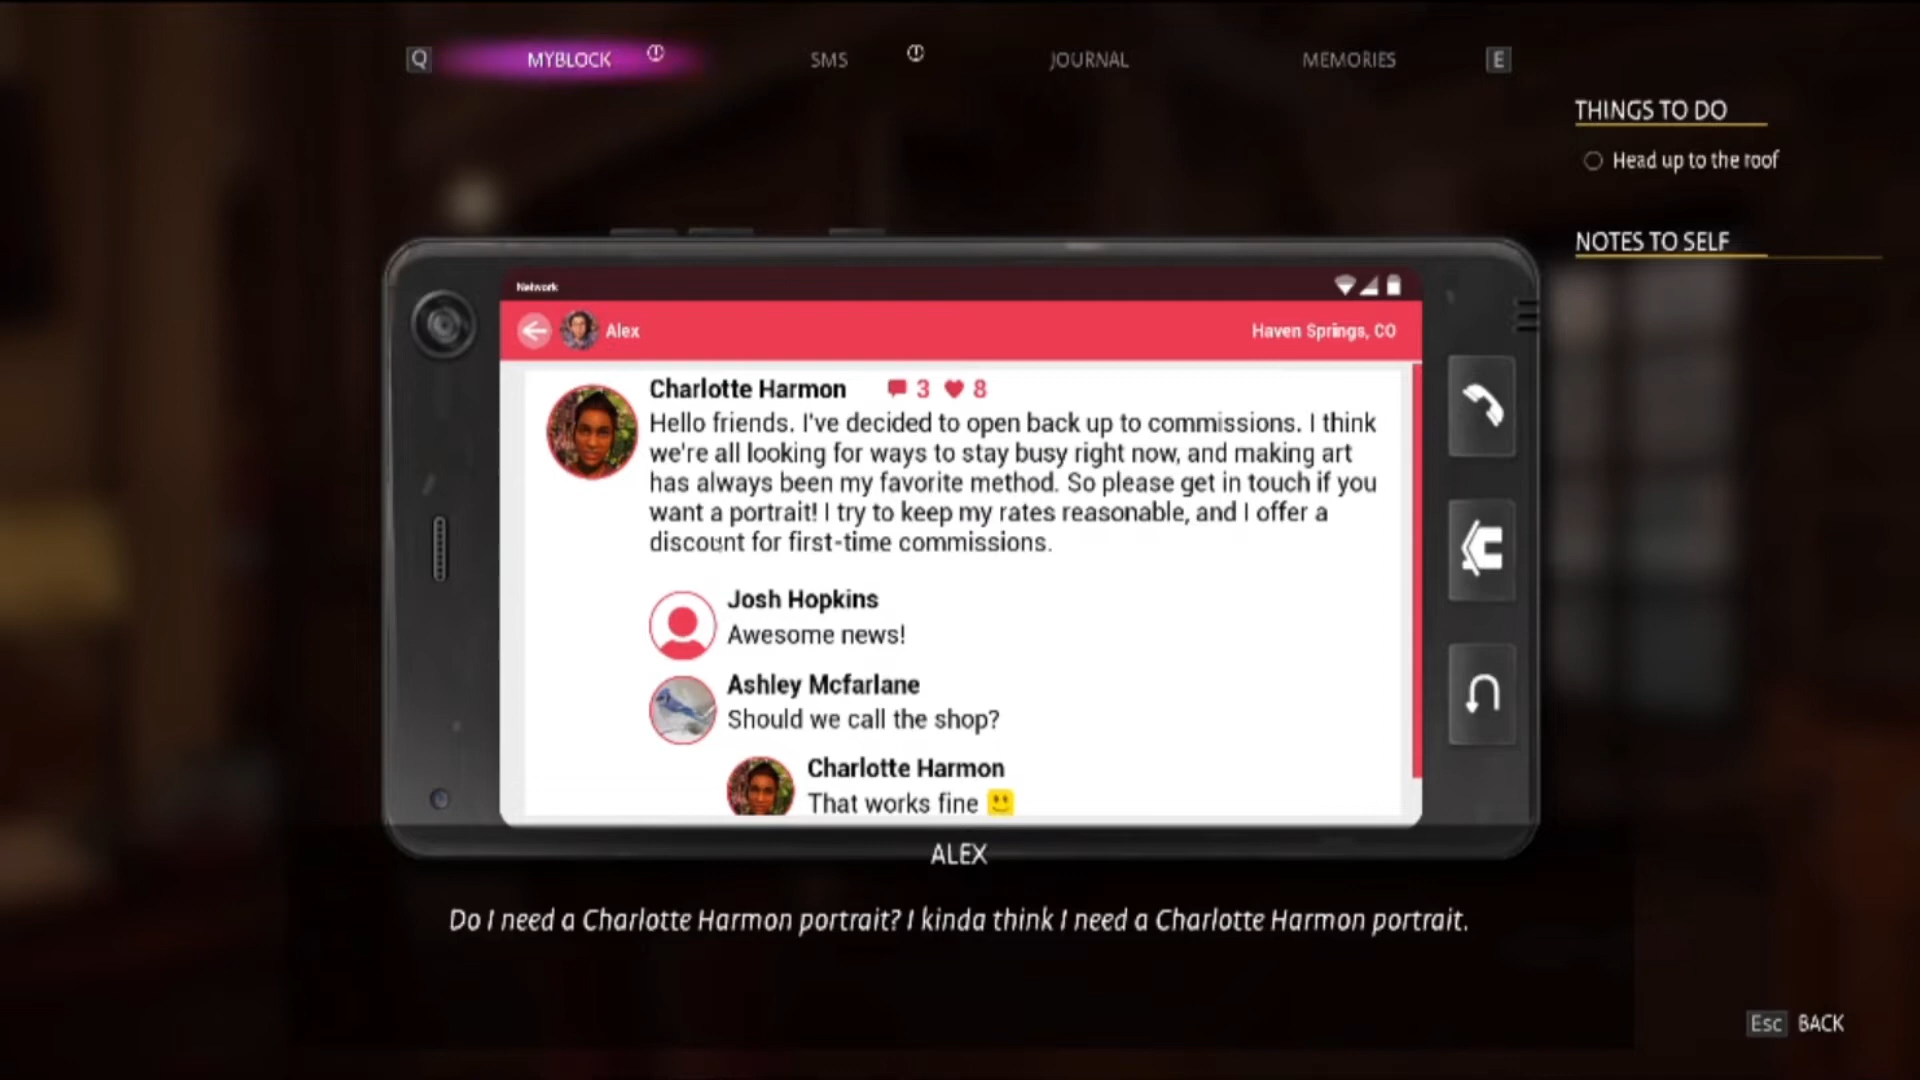 Q MYBLOCK SMS JOURNAL MEMORIES E
THINGS TO DO
Head up to the roof
NOTES TO SELF
Network
Alex Haven Springs, CO
Charlotte Harmon 3 8
Hello friends. I've decided to open back up to commissions. I think
we're all looking for ways to stay busy right now, and making art
has always been my favorite method. So please get in touch if you
want a portrait! I try to keep my rates reasonable, and I offer a
discount for first-time commissions.
Josh Hopkins
Awesome news!
Ashley Mcfarlane
Should we call the shop?
Charlotte Harmon
That works fine
ALEX
Do I need a Charlotte Harmon portrait? I kinda think I need a Charlotte Harmon portrait.
Esc BACK